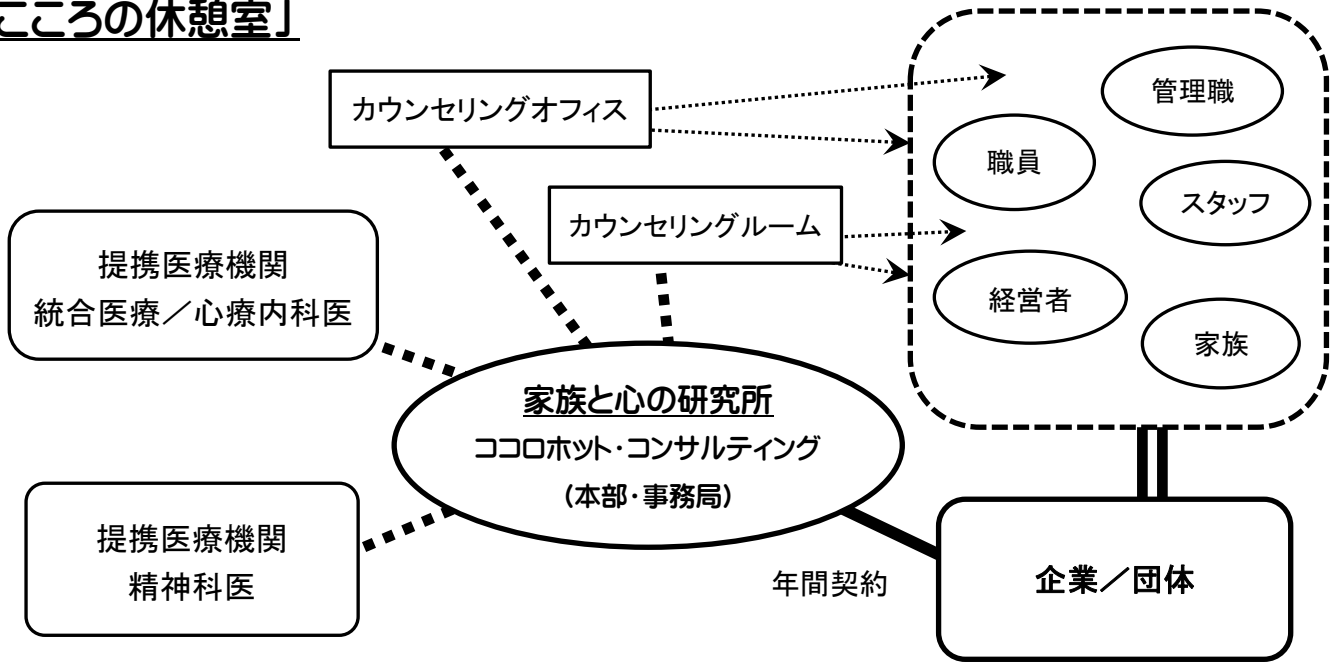 こころの休憩室」
カウンセリングオフィス
管理職
職員
スタッフ
カウンセリングルーム
提携医療機関
統合医療／心療内科医
経営者
家族
家族と心の研究所
ココロホット・コンサルティング
（本部・事務局）
提携医療機関
精神科医
年間契約
企業／団体